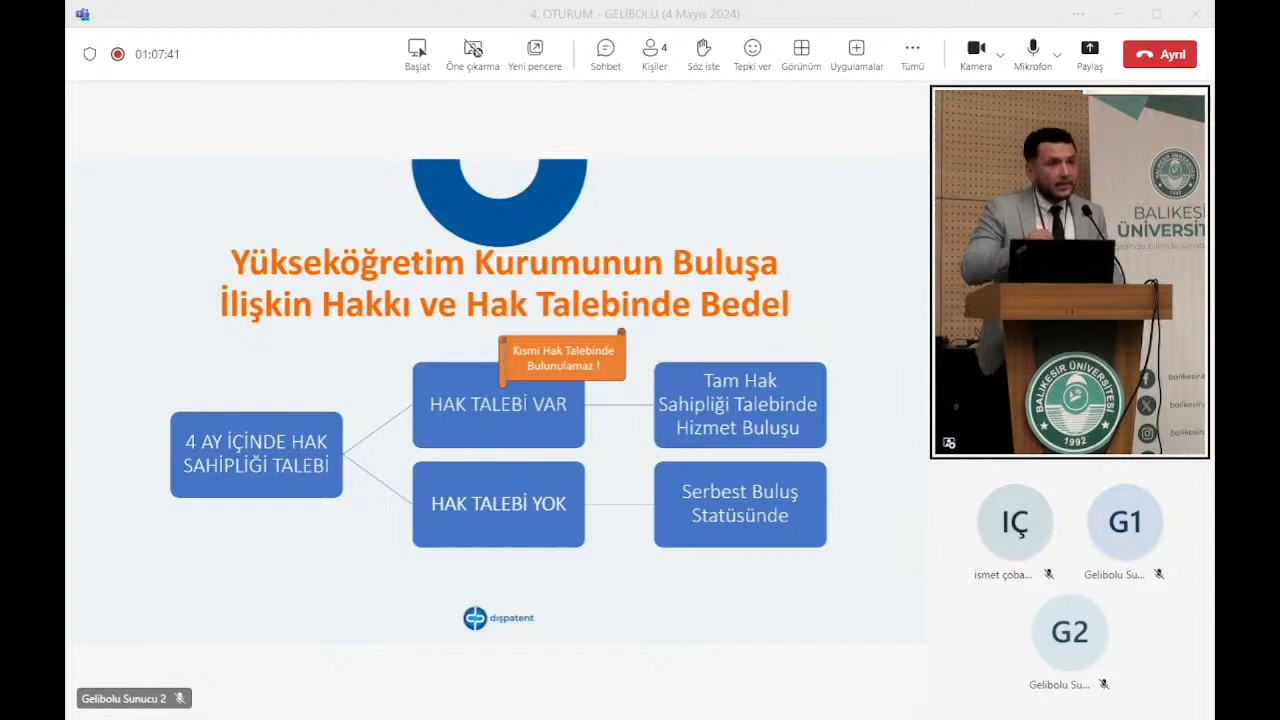 4. OTURUM - GELİBOLU (4 Mayıs 2024)
01:07:41
Başlat
Öne çıkarma
Yeni pencere
Sohbet
4
Kişiler
Söz iste
Tepki ver
Görünüm
Uygulamalar
Tümü
Kamera
Mikrofon
Paylaş
Ayrıl
Yükseköğretim Kurumunun Buluşa
İlişkin Hakkı ve Hak Talebinde Bedel
Kısmi Hak Talebinde
Bulunulamaz !
4 AY İÇİNDE HAK
SAHİPLİĞİ TALEBİ
HAK TALEBİ VAR
Tam Hak
Sahipliği Talebinde
Hizmet Buluşu
HAK TALEBİ YOK
Serbest Buluş
Statüsünde
dışpatent
Gelibolu Sunucu 2
BALIKESİ
ÜNİVERSİT
BALIKESİR ÜNİVERSİTESİ
1992
balikesir
balikesir
IÇ
ismet çoba...
G1
Gelibolu Su...
G2
Gelibolu Su...